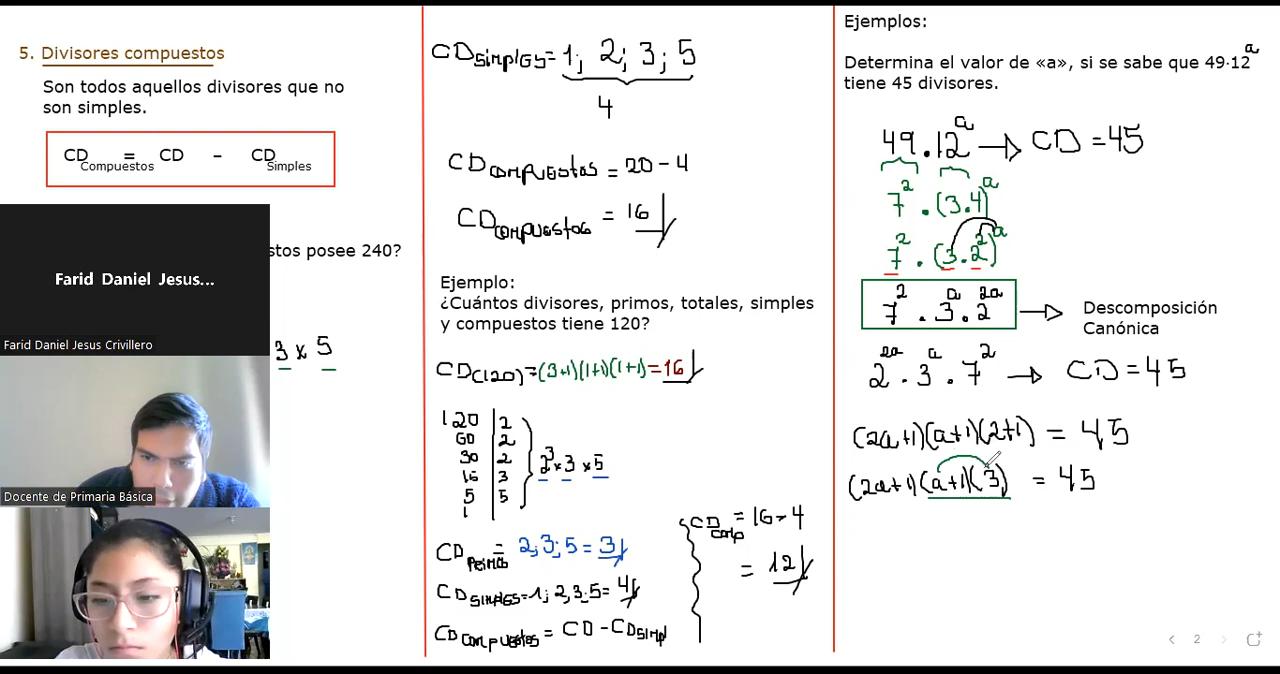 5. Divisores compuestos
Son todos aquellos divisores que no
son simples.
CD Compuestos = CD - CD Simples
stos posee 240?
3 x 5
Farid Daniel Jesus...
Farid Daniel Jesus Crivillero
Docente de Primaria Básica
CD SIMPLES = 1; 2; 3; 5
4
CD COMPUESTOS = 20 - 4
CD COMPUESTOS = 16
Ejemplo:
¿Cuántos divisores, primos, totales, simples
y compuestos tiene 120?
CD(120) = (3+1)(1+1)(1+1) = 16
120 | 2
60 | 2
30 | 2
15 | 3
5 | 5
1
2³ x 3 x 5
CD PRIMOS = 2; 3; 5 = 3
CD SIMPLES = 1; 2, 3; 5 = 4
CD COMPUESTOS = CD - CD SIMPL
CD comp = 16 - 4
= 12
Ejemplos:
Determina el valor de «a», si se sabe que 49·12ᵃ
tiene 45 divisores.
49.12ᵃ → CD = 45
7² . (3.4)ᵃ
7² . (3.2²)ᵃ
7² . 3ᵃ . 2²ᵃ →
Descomposición
Canónica
2²ᵃ . 3ᵃ . 7² → CD = 45
(2a+1)(a+1)(2+1) = 45
(2a+1)(a+1)(3) = 45
< 2 >